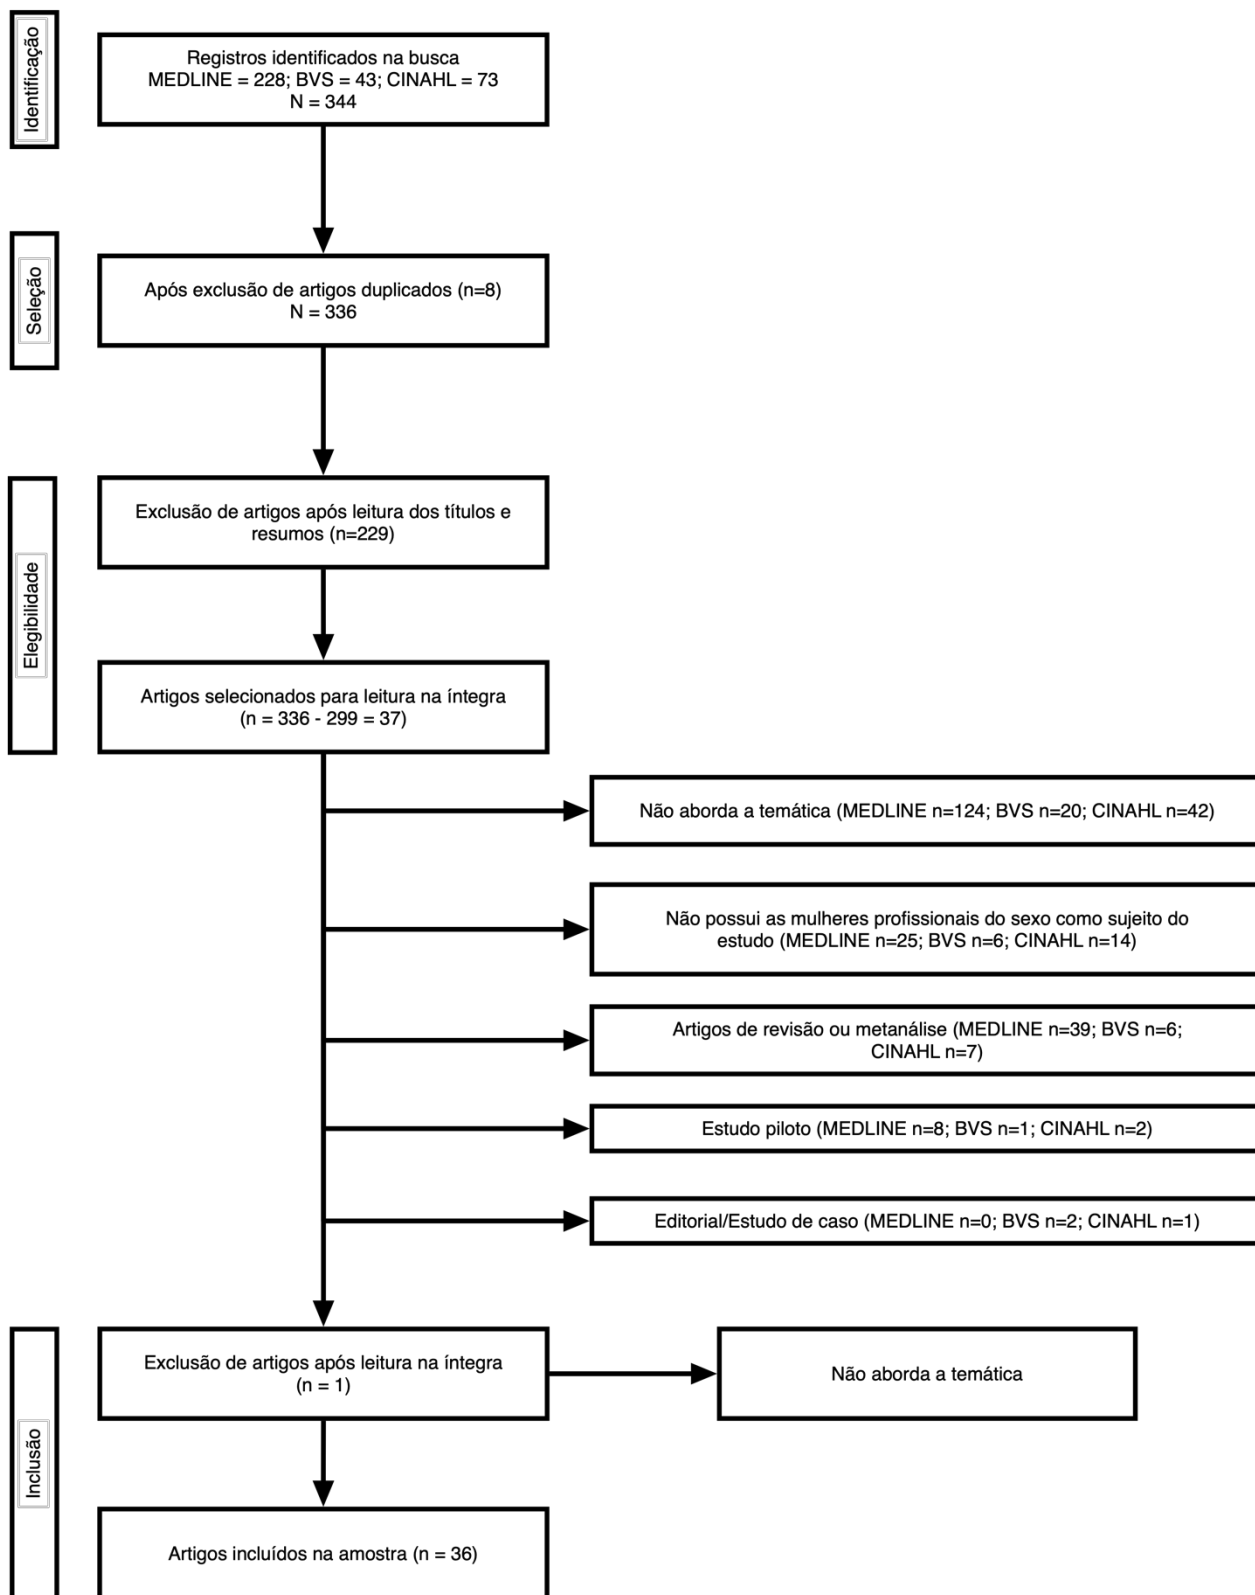 Identificação
Registros identificados na busca
MEDLINE = 228; BVS = 43; CINAHL = 73
N = 344
Seleção
Após exclusão de artigos duplicados (n=8)
N = 336
Elegibilidade
Exclusão de artigos após leitura dos títulos e
resumos (n=229)
Artigos selecionados para leitura na íntegra
(n = 336 - 299 = 37)
Não aborda a temática (MEDLINE n=124; BVS n=20; CINAHL n=42)
Não possui as mulheres profissionais do sexo como sujeito do
estudo (MEDLINE n=25; BVS n=6; CINAHL n=14)
Artigos de revisão ou metanálise (MEDLINE n=39; BVS n=6;
CINAHL n=7)
Estudo piloto (MEDLINE n=8; BVS n=1; CINAHL n=2)
Editorial/Estudo de caso (MEDLINE n=0; BVS n=2; CINAHL n=1)
Inclusão
Exclusão de artigos após leitura na íntegra
(n = 1)
Não aborda a temática
Artigos incluídos na amostra (n = 36)